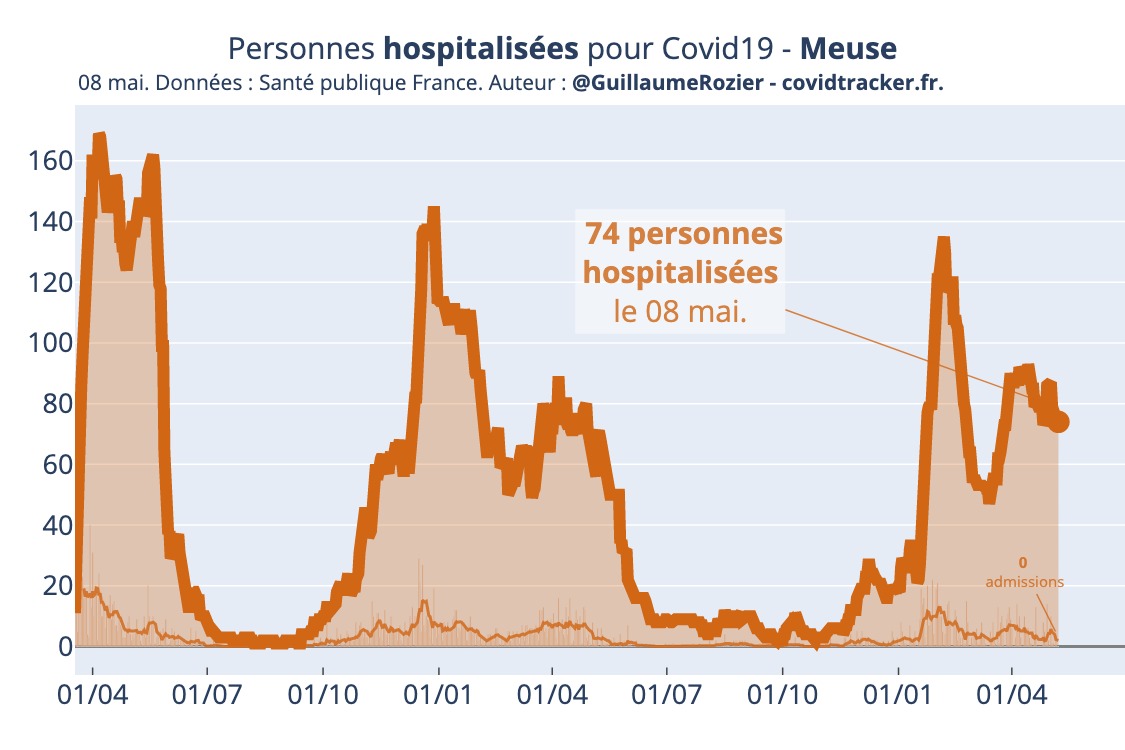 Personnes hospitalisées pour Covid19 - Meuse
08 mai. Données : Santé publique France. Auteur : @GuillaumeRozier - covidtracker.fr.
160
140
120
100
80
60
40
20
0
74 personnes
hospitalisées
le 08 mai.
0
admissions
01/04 01/07 01/10 01/01 01/04 01/07 01/10 01/01 01/04